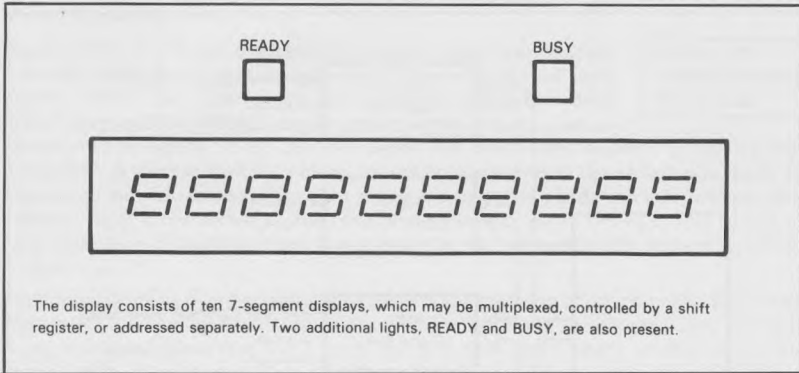 READY BUSY
8888888888
The display consists of ten 7-segment displays, which may be multiplexed, controlled by a shift
register, or addressed separately. Two additional lights, READY and BUSY, are also present.